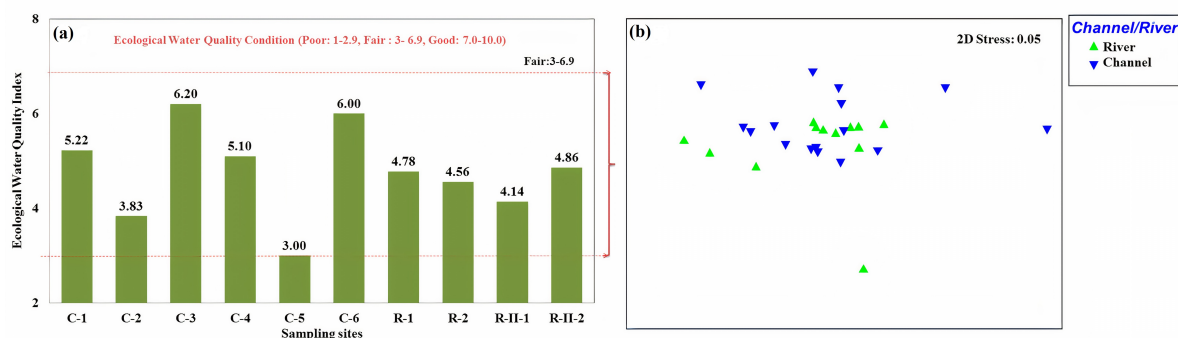 (a)
Ecological Water Quality Condition (Poor: 1-2.9, Fair : 3- 6.9, Good: 7.0-10.0)
Fair:3-6.9
Ecological Water Quality Index
8
6
4
2
5.22
3.83
6.20
5.10
3.00
6.00
4.78
4.56
4.14
4.86
C-1
C-2
C-3
C-4
C-5
C-6
R-1
R-2
R-II-1
R-II-2
Sampling sites
(b)
2D Stress: 0.05
Channel/River
River
Channel